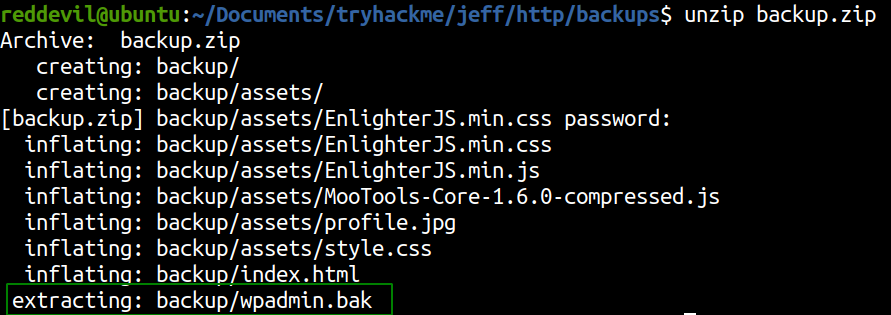 reddevil@ubuntu:~/Documents/tryhackme/jeff/http/backups$ unzip backup.zip
Archive:  backup.zip
   creating: backup/
   creating: backup/assets/
[backup.zip] backup/assets/EnlighterJS.min.css password:
  inflating: backup/assets/EnlighterJS.min.css
  inflating: backup/assets/EnlighterJS.min.js
  inflating: backup/assets/MooTools-Core-1.6.0-compressed.js
  inflating: backup/assets/profile.jpg
  inflating: backup/assets/style.css
  inflating: backup/index.html
 extracting: backup/wpadmin.bak